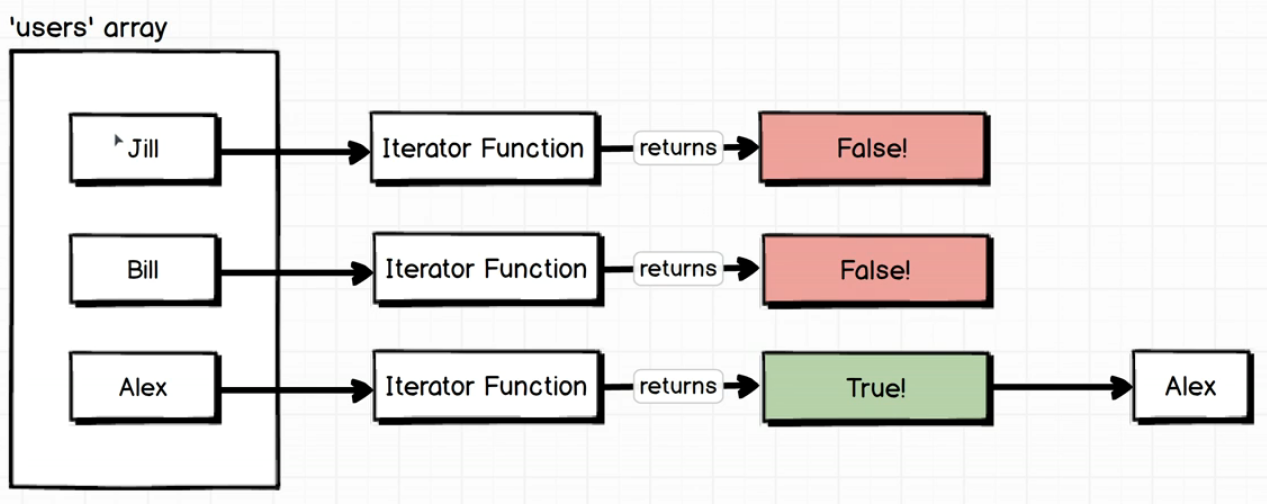 'users' array
Jill
Iterator Function
returns
False!
Bill
Iterator Function
returns
False!
Alex
Iterator Function
returns
True!
Alex